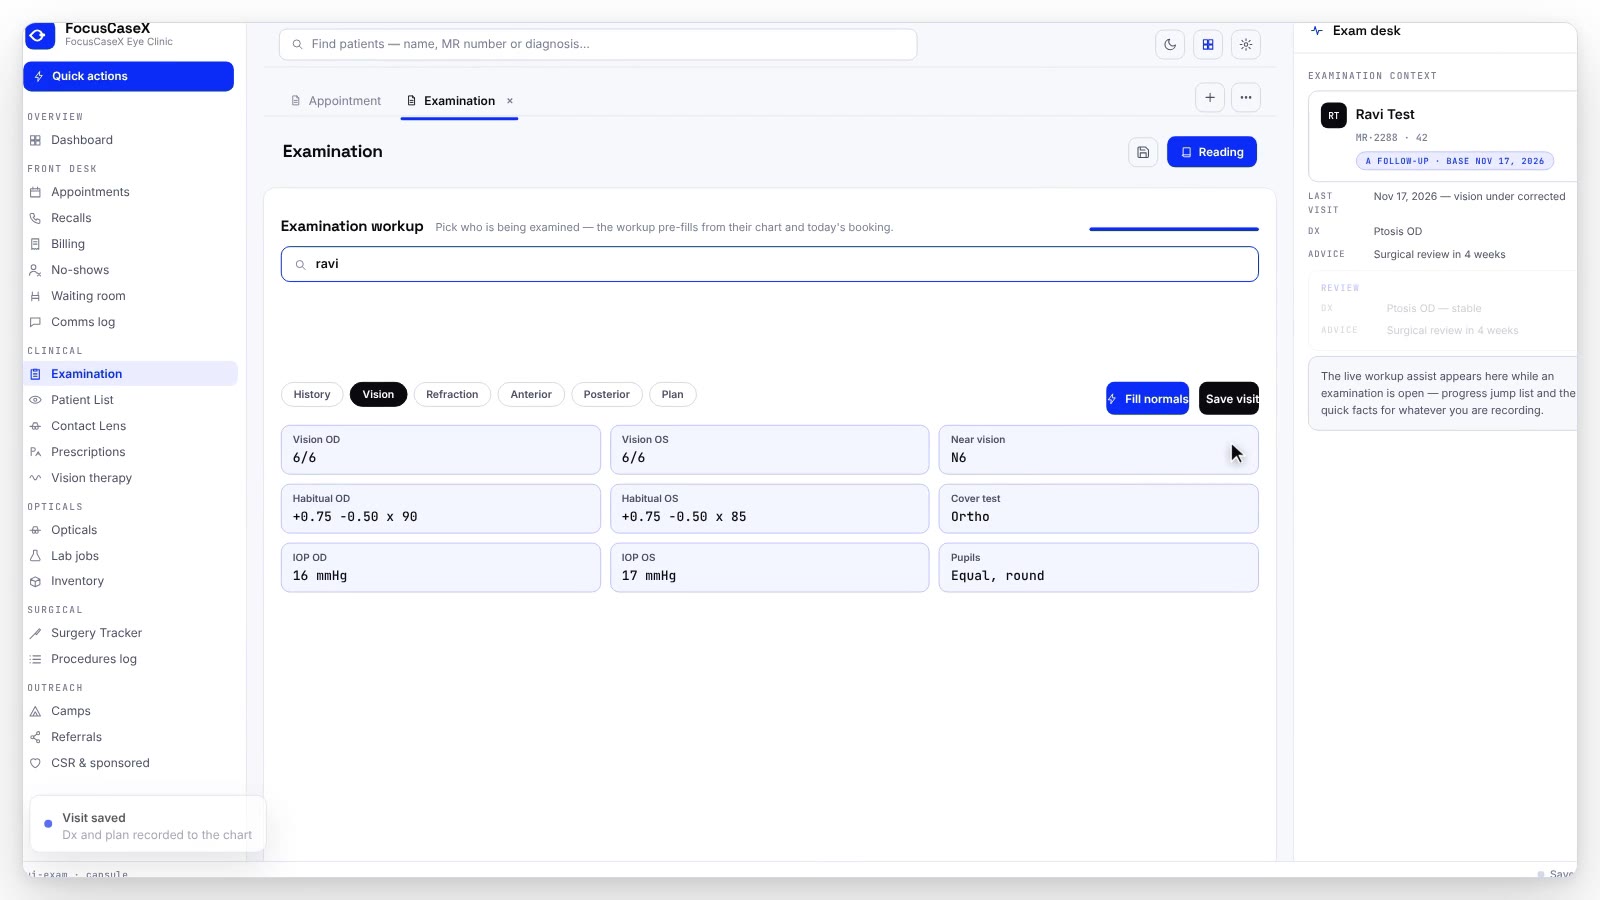 FocusCaseX
FocusCaseX Eye Clinic
Quick actions
OVERVIEW
Dashboard
FRONT DESK
Appointments
Recalls
Billing
No-shows
Waiting room
Comms log
CLINICAL
Examination
Patient List
Contact Lens
Prescriptions
Vision therapy
OPTICALS
Opticals
Lab jobs
Inventory
SURGICAL
Surgery Tracker
Procedures log
OUTREACH
Camps
Referrals
CSR & sponsored
Visit saved
Dx and plan recorded to the chart
Find patients — name, MR number or diagnosis...
Appointment
Examination ×
Examination
Reading
Examination workup Pick who is being examined — the workup pre-fills from their chart and today's booking.
ravi
History Vision Refraction Anterior Posterior Plan
Fill normals Save visit
Vision OD Vision OS Near vision
6/6 6/6 N6
Habitual OD Habitual OS Cover test
+0.75 -0.50 x 90 +0.75 -0.50 x 85 Ortho
IOP OD IOP OS Pupils
16 mmHg 17 mmHg Equal, round
Exam desk
EXAMINATION CONTEXT
RT Ravi Test
MR-2288 · 42
A FOLLOW-UP · BASE NOV 17, 2026
LAST VISIT Nov 17, 2026 — vision under corrected
DX Ptosis OD
ADVICE Surgical review in 4 weeks
REVIEW
DX Ptosis OD — stable
ADVICE Surgical review in 4 weeks
The live workup assist appears here while an
examination is open — progress jump list and the
quick facts for whatever you are recording.
vi-exam · capsule
Save